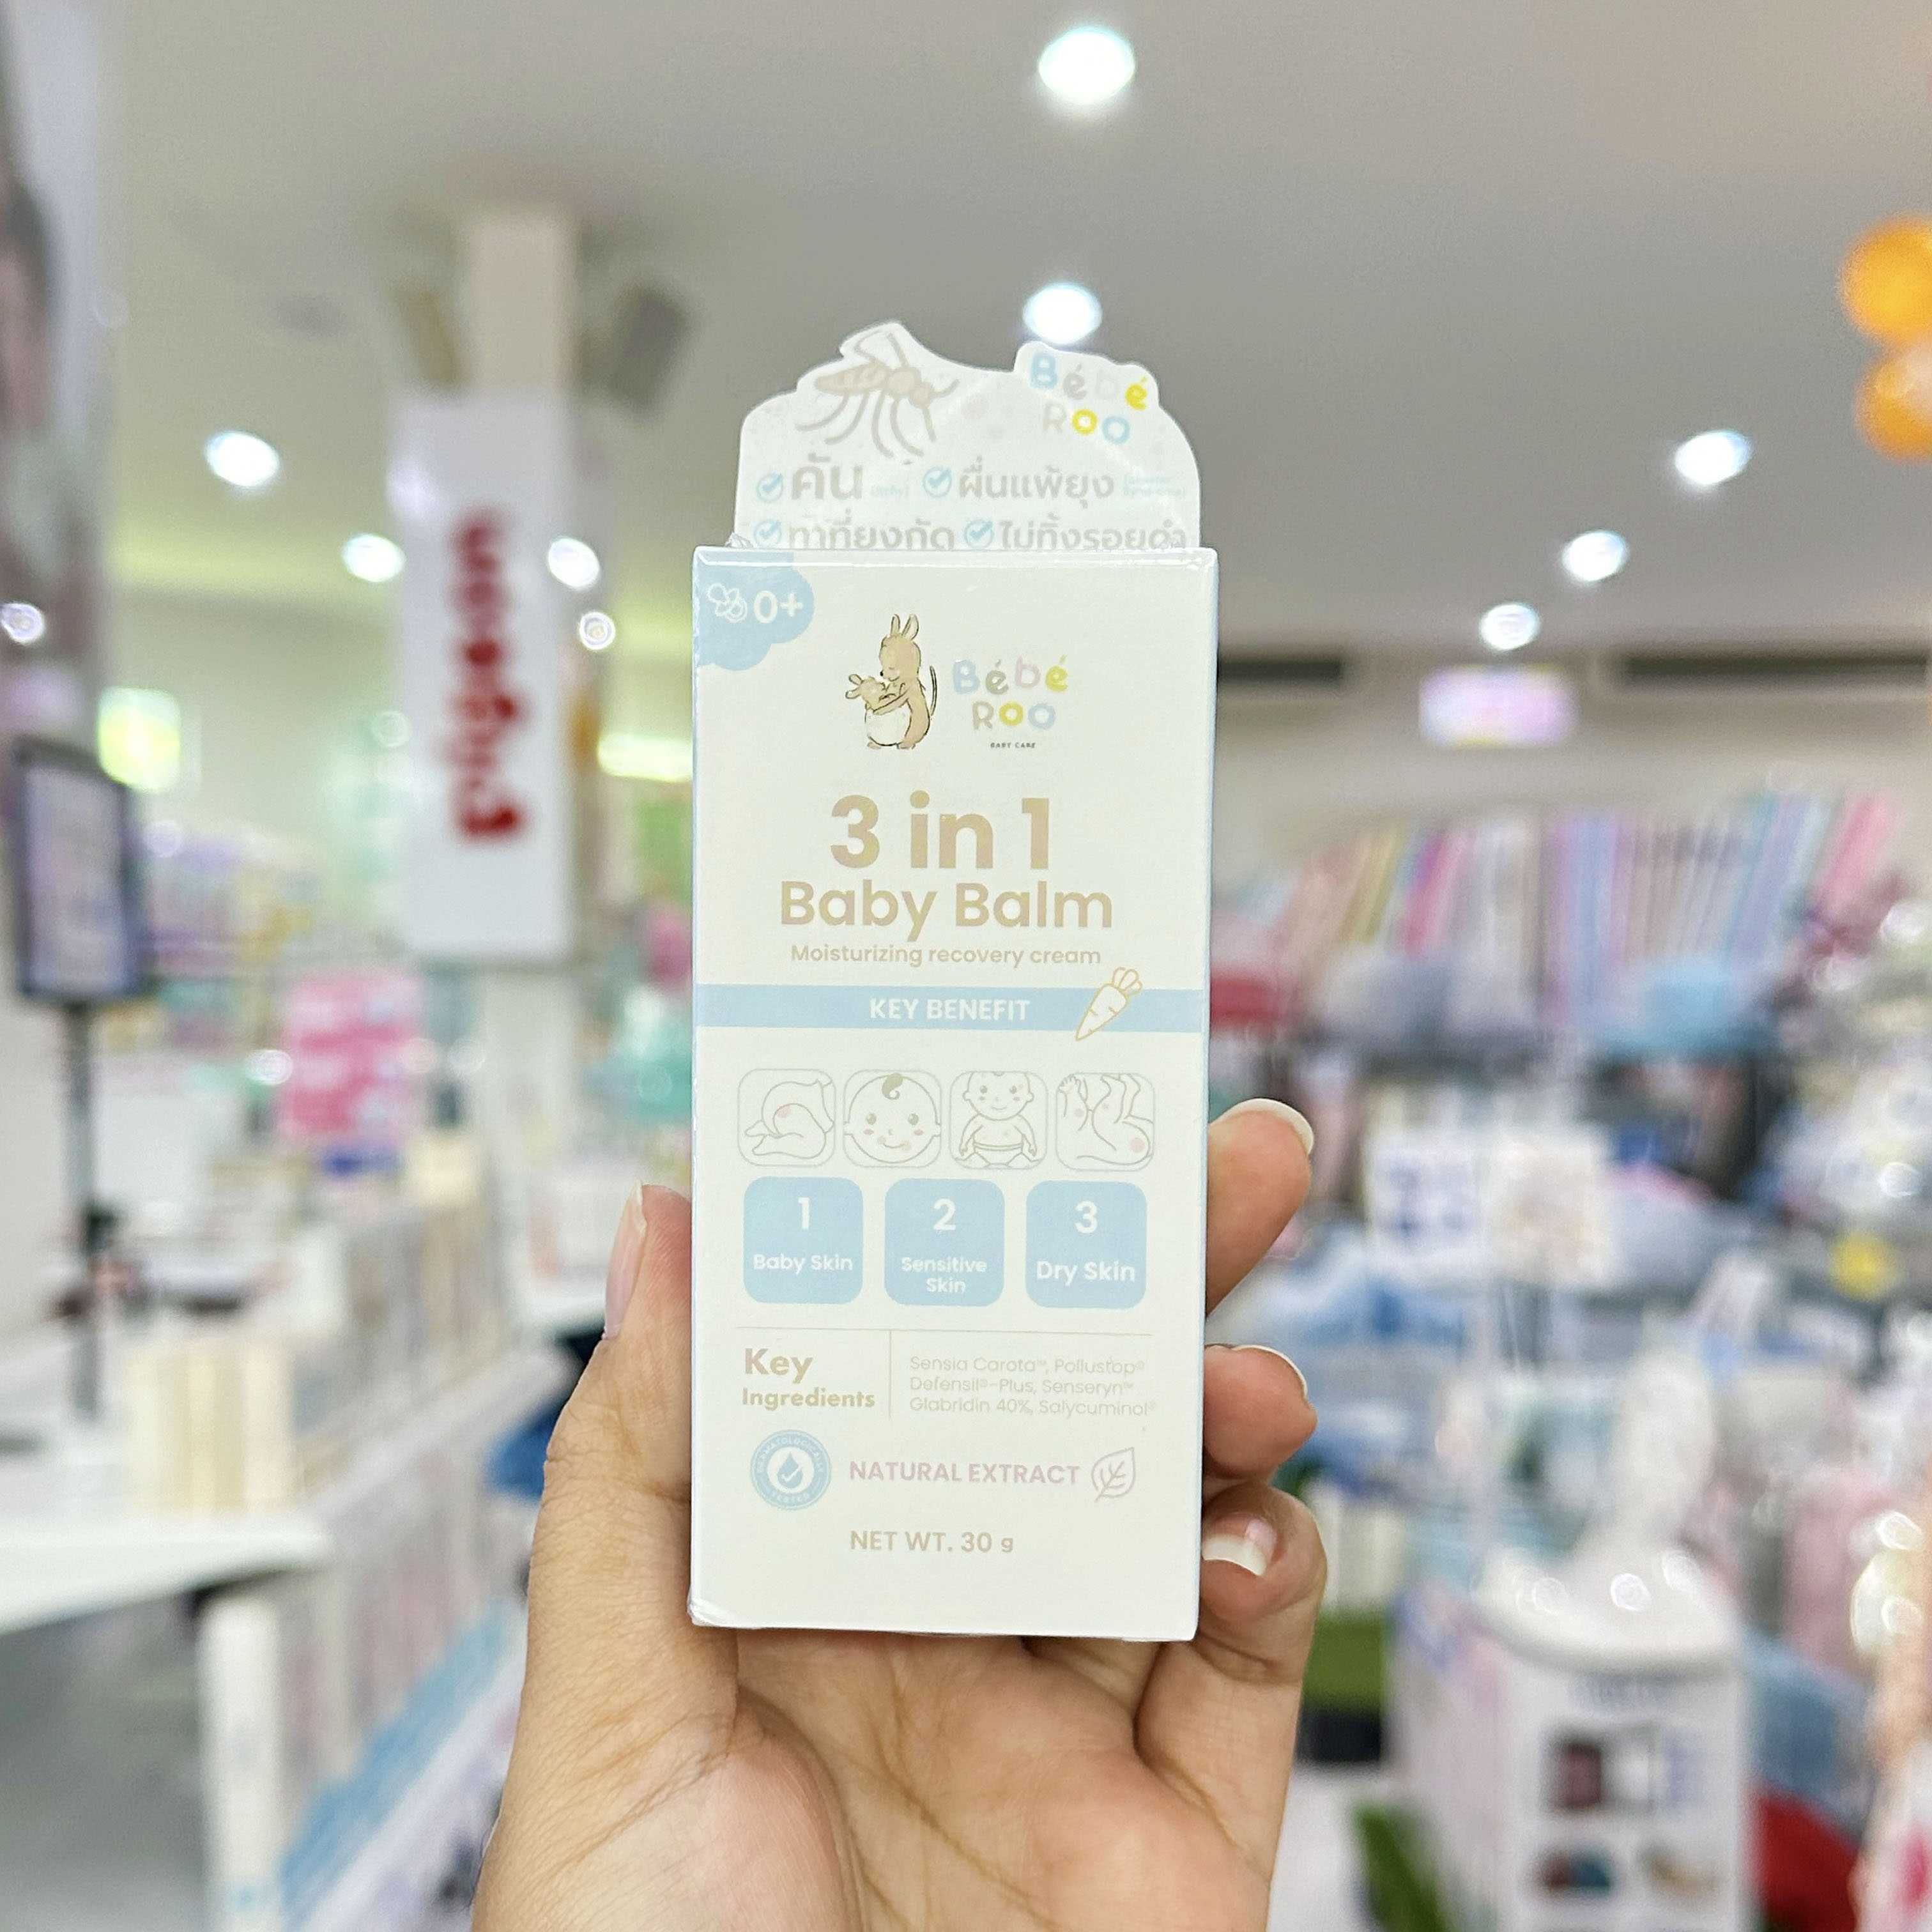 Bébé
Roo
คัน ผื่นแพ้ยุง
ทาที่ยุงกัด ไม่ทิ้งรอยดำ
0+
Bébé
Roo
BABY CARE
3 in 1
Baby Balm
Moisturizing recovery cream
KEY BENEFIT
1 2 3
Baby Skin Sensitive Skin Dry Skin
Key
Ingredients
Sensia Carota™, Pollustop®
Defensil®-Plus, Senseryn™
Glabridin 40%, Salycuminol®
DERMATOLOGICALLY
TESTED
NATURAL EXTRACT
NET WT. 30 g